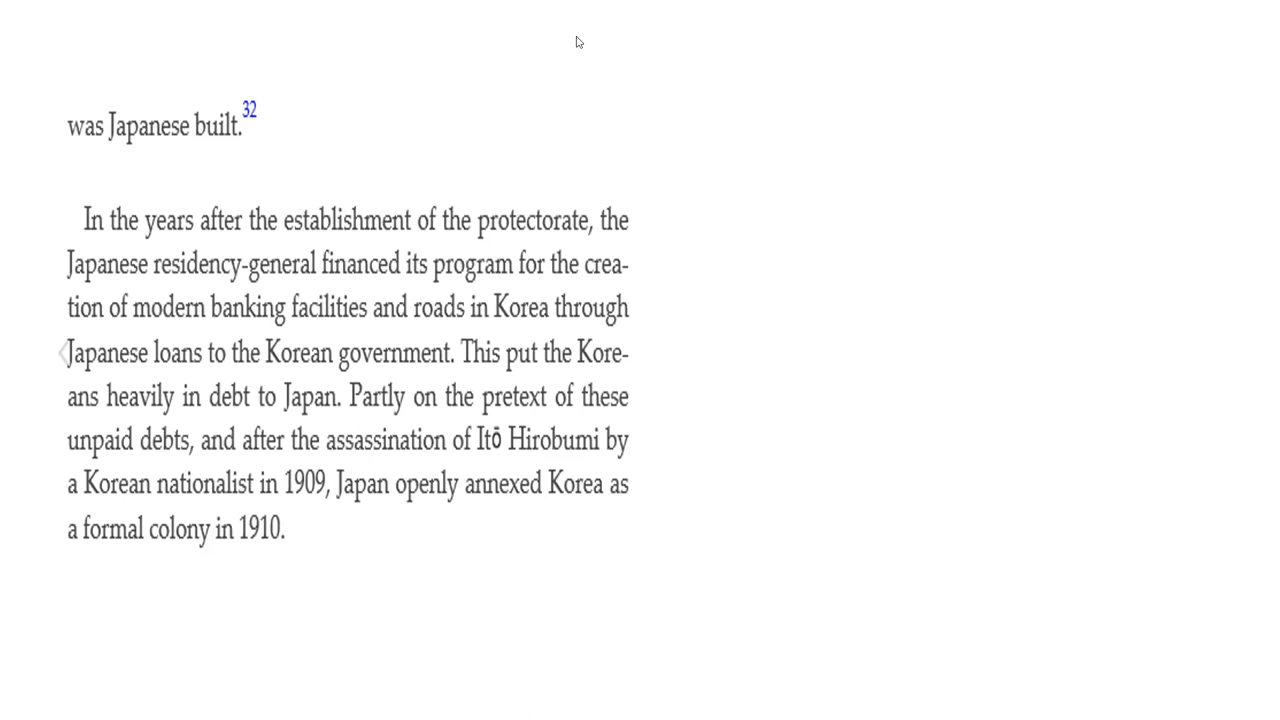 was Japanese built.32
In the years after the establishment of the protectorate, the
Japanese residency-general financed its program for the crea-
tion of modern banking facilities and roads in Korea through
Japanese loans to the Korean government. This put the Kore-
ans heavily in debt to Japan. Partly on the pretext of these
unpaid debts, and after the assassination of Itō Hirobumi by
a Korean nationalist in 1909, Japan openly annexed Korea as
a formal colony in 1910.